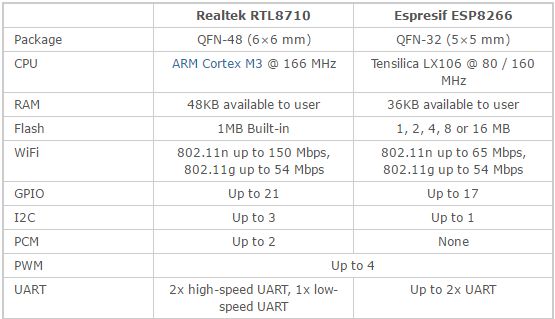 Realtek RTL8710 Espresif ESP8266
Package QFN-48 (6×6 mm) QFN-32 (5×5 mm)
CPU ARM Cortex M3 @ 166 MHz Tensilica LX106 @ 80 / 160
MHz
RAM 48KB available to user 36KB available to user
Flash 1MB Built-in 1, 2, 4, 8 or 16 MB
WiFi 802.11n up to 150 Mbps, 802.11n up to 65 Mbps,
802.11g up to 54 Mbps 802.11g up to 54 Mbps
GPIO Up to 21 Up to 17
I2C Up to 3 Up to 1
PCM Up to 2 None
PWM Up to 4
UART 2x high-speed UART, 1x low- Up to 2x UART
speed UART